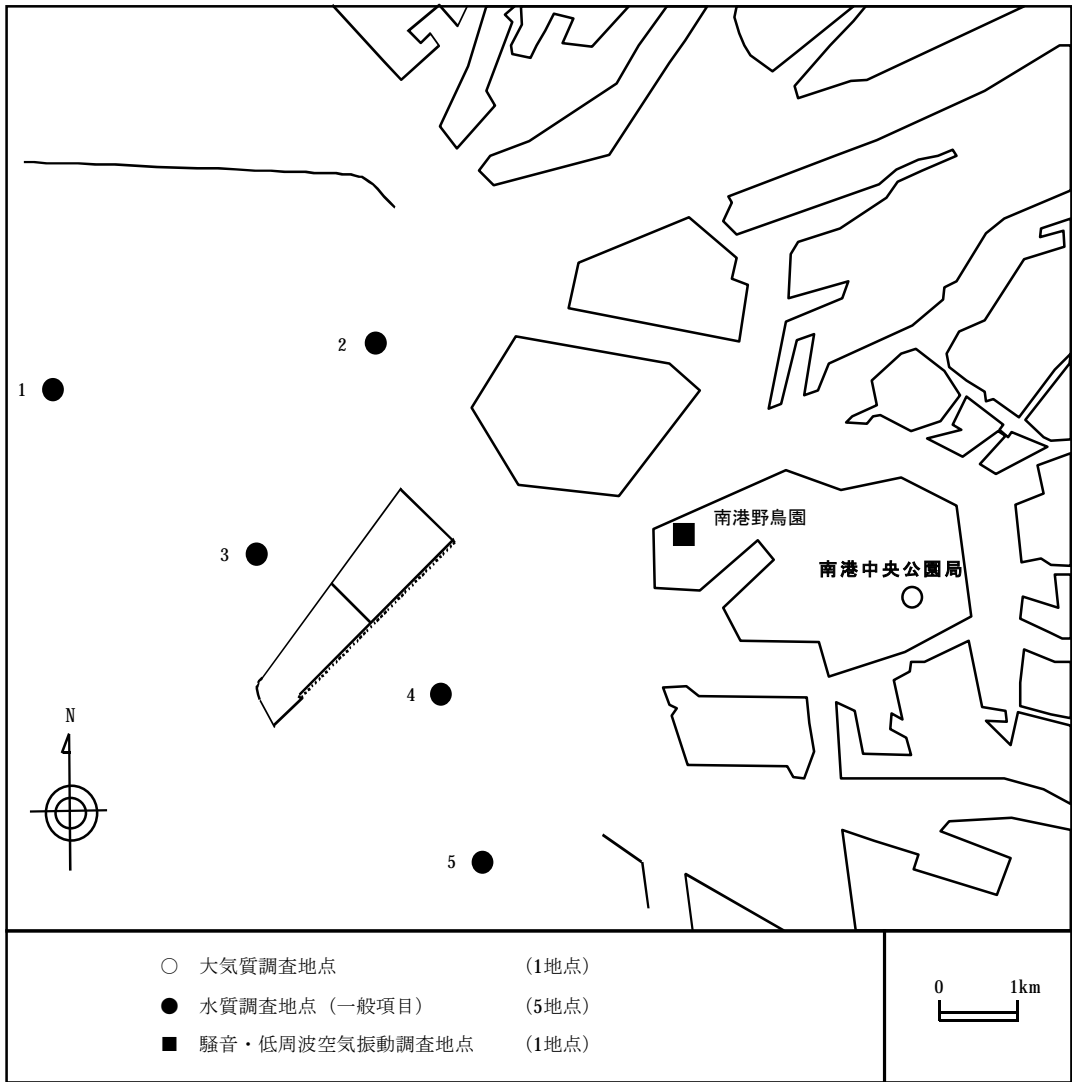 2
1
南港野鳥園
3
南港中央公園局
4
N
5
○ 大気質調査地点 (1地点)
● 水質調査地点（一般項目） (5地点)
■ 騒音・低周波空気振動調査地点 (1地点)
0 1km